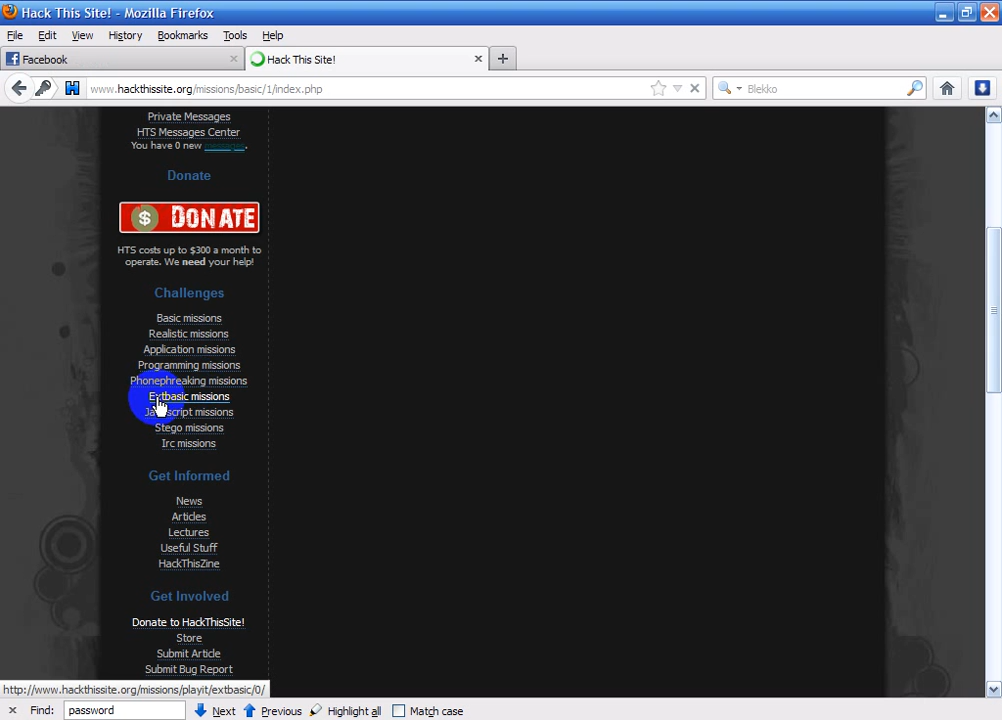 Hack This Site! - Mozilla Firefox
File Edit View History Bookmarks Tools Help
Facebook
Hack This Site!
www.hackthissite.org/missions/basic/1/index.php
Blekko
Private Messages
HTS Messages Center
You have 0 new messages.
Donate
$ DONATE
HTS costs up to $300 a month to
operate. We need your help!
Challenges
Basic missions
Realistic missions
Application missions
Programming missions
Phonephreaking missions
Extbasic missions
Javascript missions
Stego missions
Irc missions
Get Informed
News
Articles
Lectures
Useful Stuff
HackThisZine
Get Involved
Donate to HackThisSite!
Store
Submit Article
Submit Bug Report
http://www.hackthissite.org/missions/playit/extbasic/0/
Find: password Next Previous Highlight all Match case